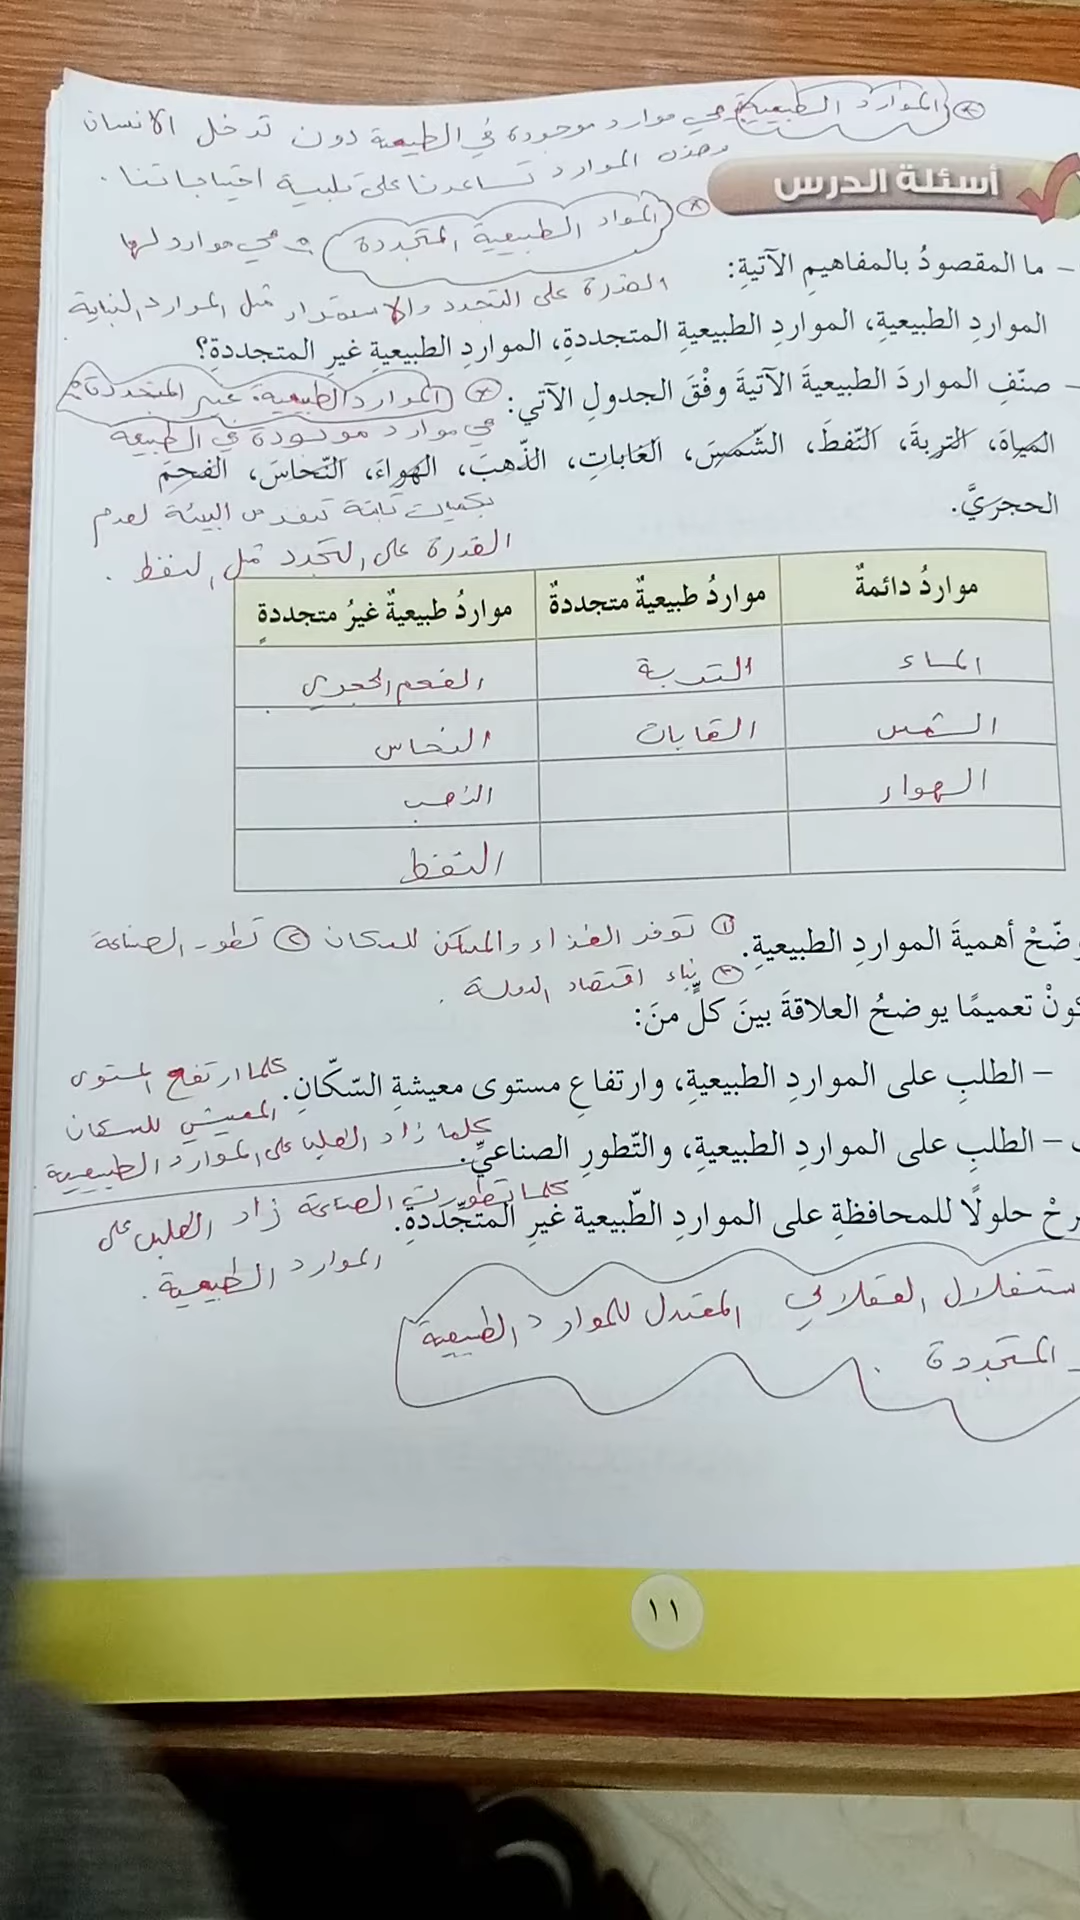 الموارد الطبيعية هي موارد موجودة في الطبيعة دون تدخل الانسان
وهذه الموارد تساعدنا على تلبية احتياجاتنا .
أسئلة الدرس
المواد الطبيعية المتجددة : هي موارد لها
- ما المقصودُ بالمفاهيمِ الآتيةِ:
القدرة على التجدد والاستمرار مثل الموارد النباتية
المواردِ الطبيعيةِ، المواردِ الطبيعيةِ المتجددةِ، المواردِ الطبيعيةِ غيرِ المتجددةِ؟
- صنّفِ المواردَ الطبيعيةَ الآتيةَ وفْقَ الجدولِ الآتي:
الموارد الطبيعية غير المتجددة :
هي موارد موجودة في الطبيعة
المياهَ، التربةَ، النّفطَ، الشّمسَ، الغاباتِ، الذّهبَ، الهواءَ، النّحاسَ، الفحمَ
بكميات ثابتة تنفد من البيئة لعدم
الحجريَّ.
القدرة على التجدد مثل النفط .
مواردُ دائمةٌ مواردُ طبيعيةٌ متجددةٌ مواردُ طبيعيةٌ غيرُ متجددةٍ
الماء التربة الفحم الحجري
الشمس الغابات النحاس
الهواء الذهب
النفط
ضّحْ أهميةَ المواردِ الطبيعيةِ. ① توفر الغذاء والمسكن للسكان ② تطور الصناعة
③ بناء اقتصاد الدولة .
كونْ تعميمًا يوضحُ العلاقةَ بينَ كلٍّ منَ:
– الطلبِ على المواردِ الطبيعيةِ، وارتفاعِ مستوى معيشةِ السّكّانِ. كلما ارتفع المستوى
المعيشي للسكان
كلما زاد الطلب على الموارد الطبيعية .
– الطلبِ على المواردِ الطبيعيةِ، والتّطورِ الصناعيِّ.
كلما تطورت الصناعة زاد الطلب على
رحْ حلولًا للمحافظةِ على المواردِ الطّبيعية غيرِ المتجّددةِ.
الموارد الطبيعية .
ستغلال العقلاني المعتدل للموارد الطبيعية
المتجددة .
١١